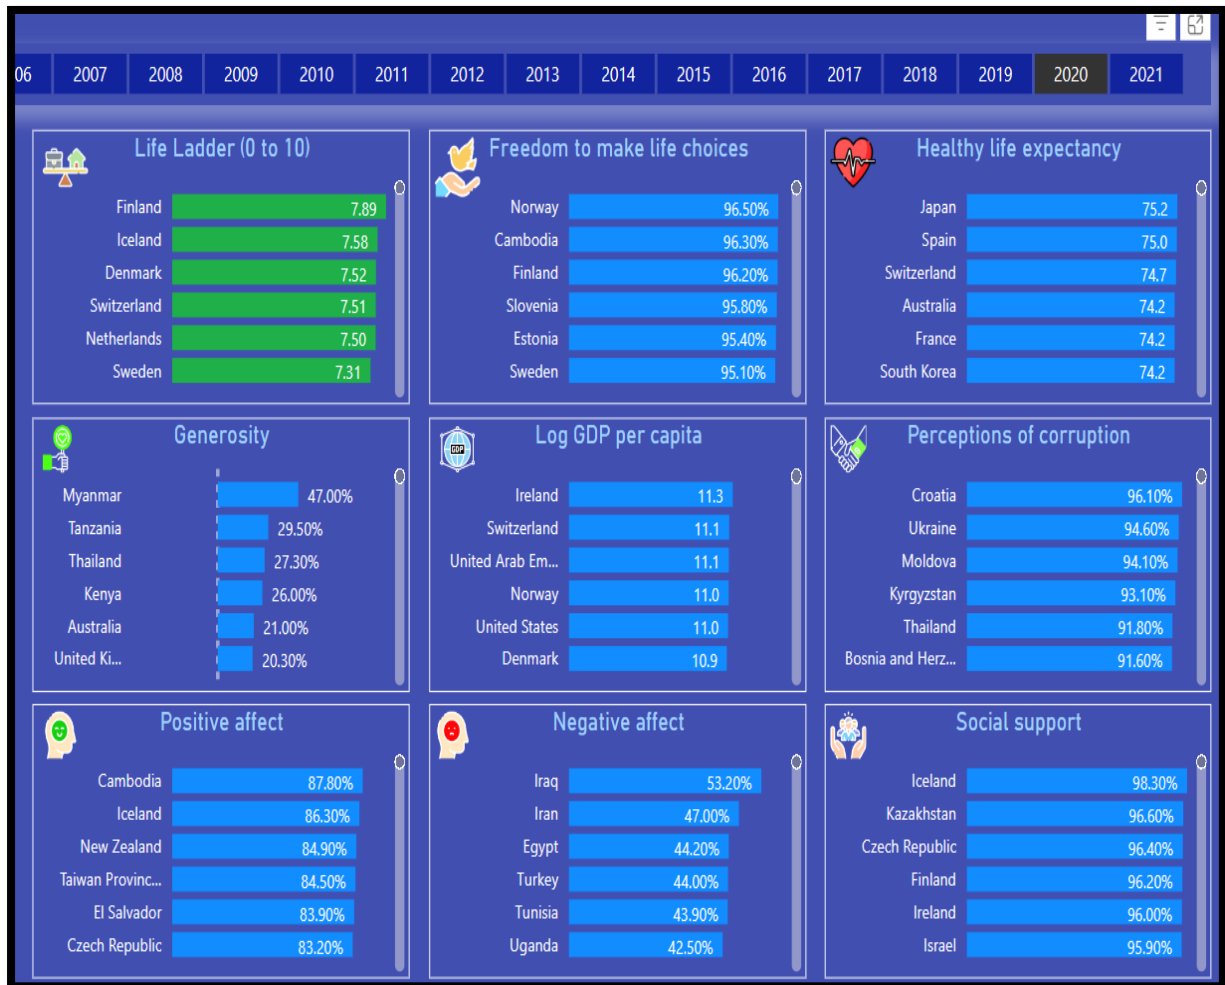 06 2007 2008 2009 2010 2011 2012 2013 2014 2015 2016 2017 2018 2019 2020 2021
Life Ladder (0 to 10)
Finland 7.89
Iceland 7.58
Denmark 7.52
Switzerland 7.51
Netherlands 7.50
Sweden 7.31
Freedom to make life choices
Norway 96.50%
Cambodia 96.30%
Finland 96.20%
Slovenia 95.80%
Estonia 95.40%
Sweden 95.10%
Healthy life expectancy
Japan 75.2
Spain 75.0
Switzerland 74.7
Australia 74.2
France 74.2
South Korea 74.2
Generosity
Myanmar 47.00%
Tanzania 29.50%
Thailand 27.30%
Kenya 26.00%
Australia 21.00%
United Ki... 20.30%
GDP
Log GDP per capita
Ireland 11.3
Switzerland 11.1
United Arab Em... 11.1
Norway 11.0
United States 11.0
Denmark 10.9
Perceptions of corruption
Croatia 96.10%
Ukraine 94.60%
Moldova 94.10%
Kyrgyzstan 93.10%
Thailand 91.80%
Bosnia and Herz... 91.60%
Positive affect
Cambodia 87.80%
Iceland 86.30%
New Zealand 84.90%
Taiwan Provinc... 84.50%
El Salvador 83.90%
Czech Republic 83.20%
Negative affect
Iraq 53.20%
Iran 47.00%
Egypt 44.20%
Turkey 44.00%
Tunisia 43.90%
Uganda 42.50%
Social support
Iceland 98.30%
Kazakhstan 96.60%
Czech Republic 96.40%
Finland 96.20%
Ireland 96.00%
Israel 95.90%